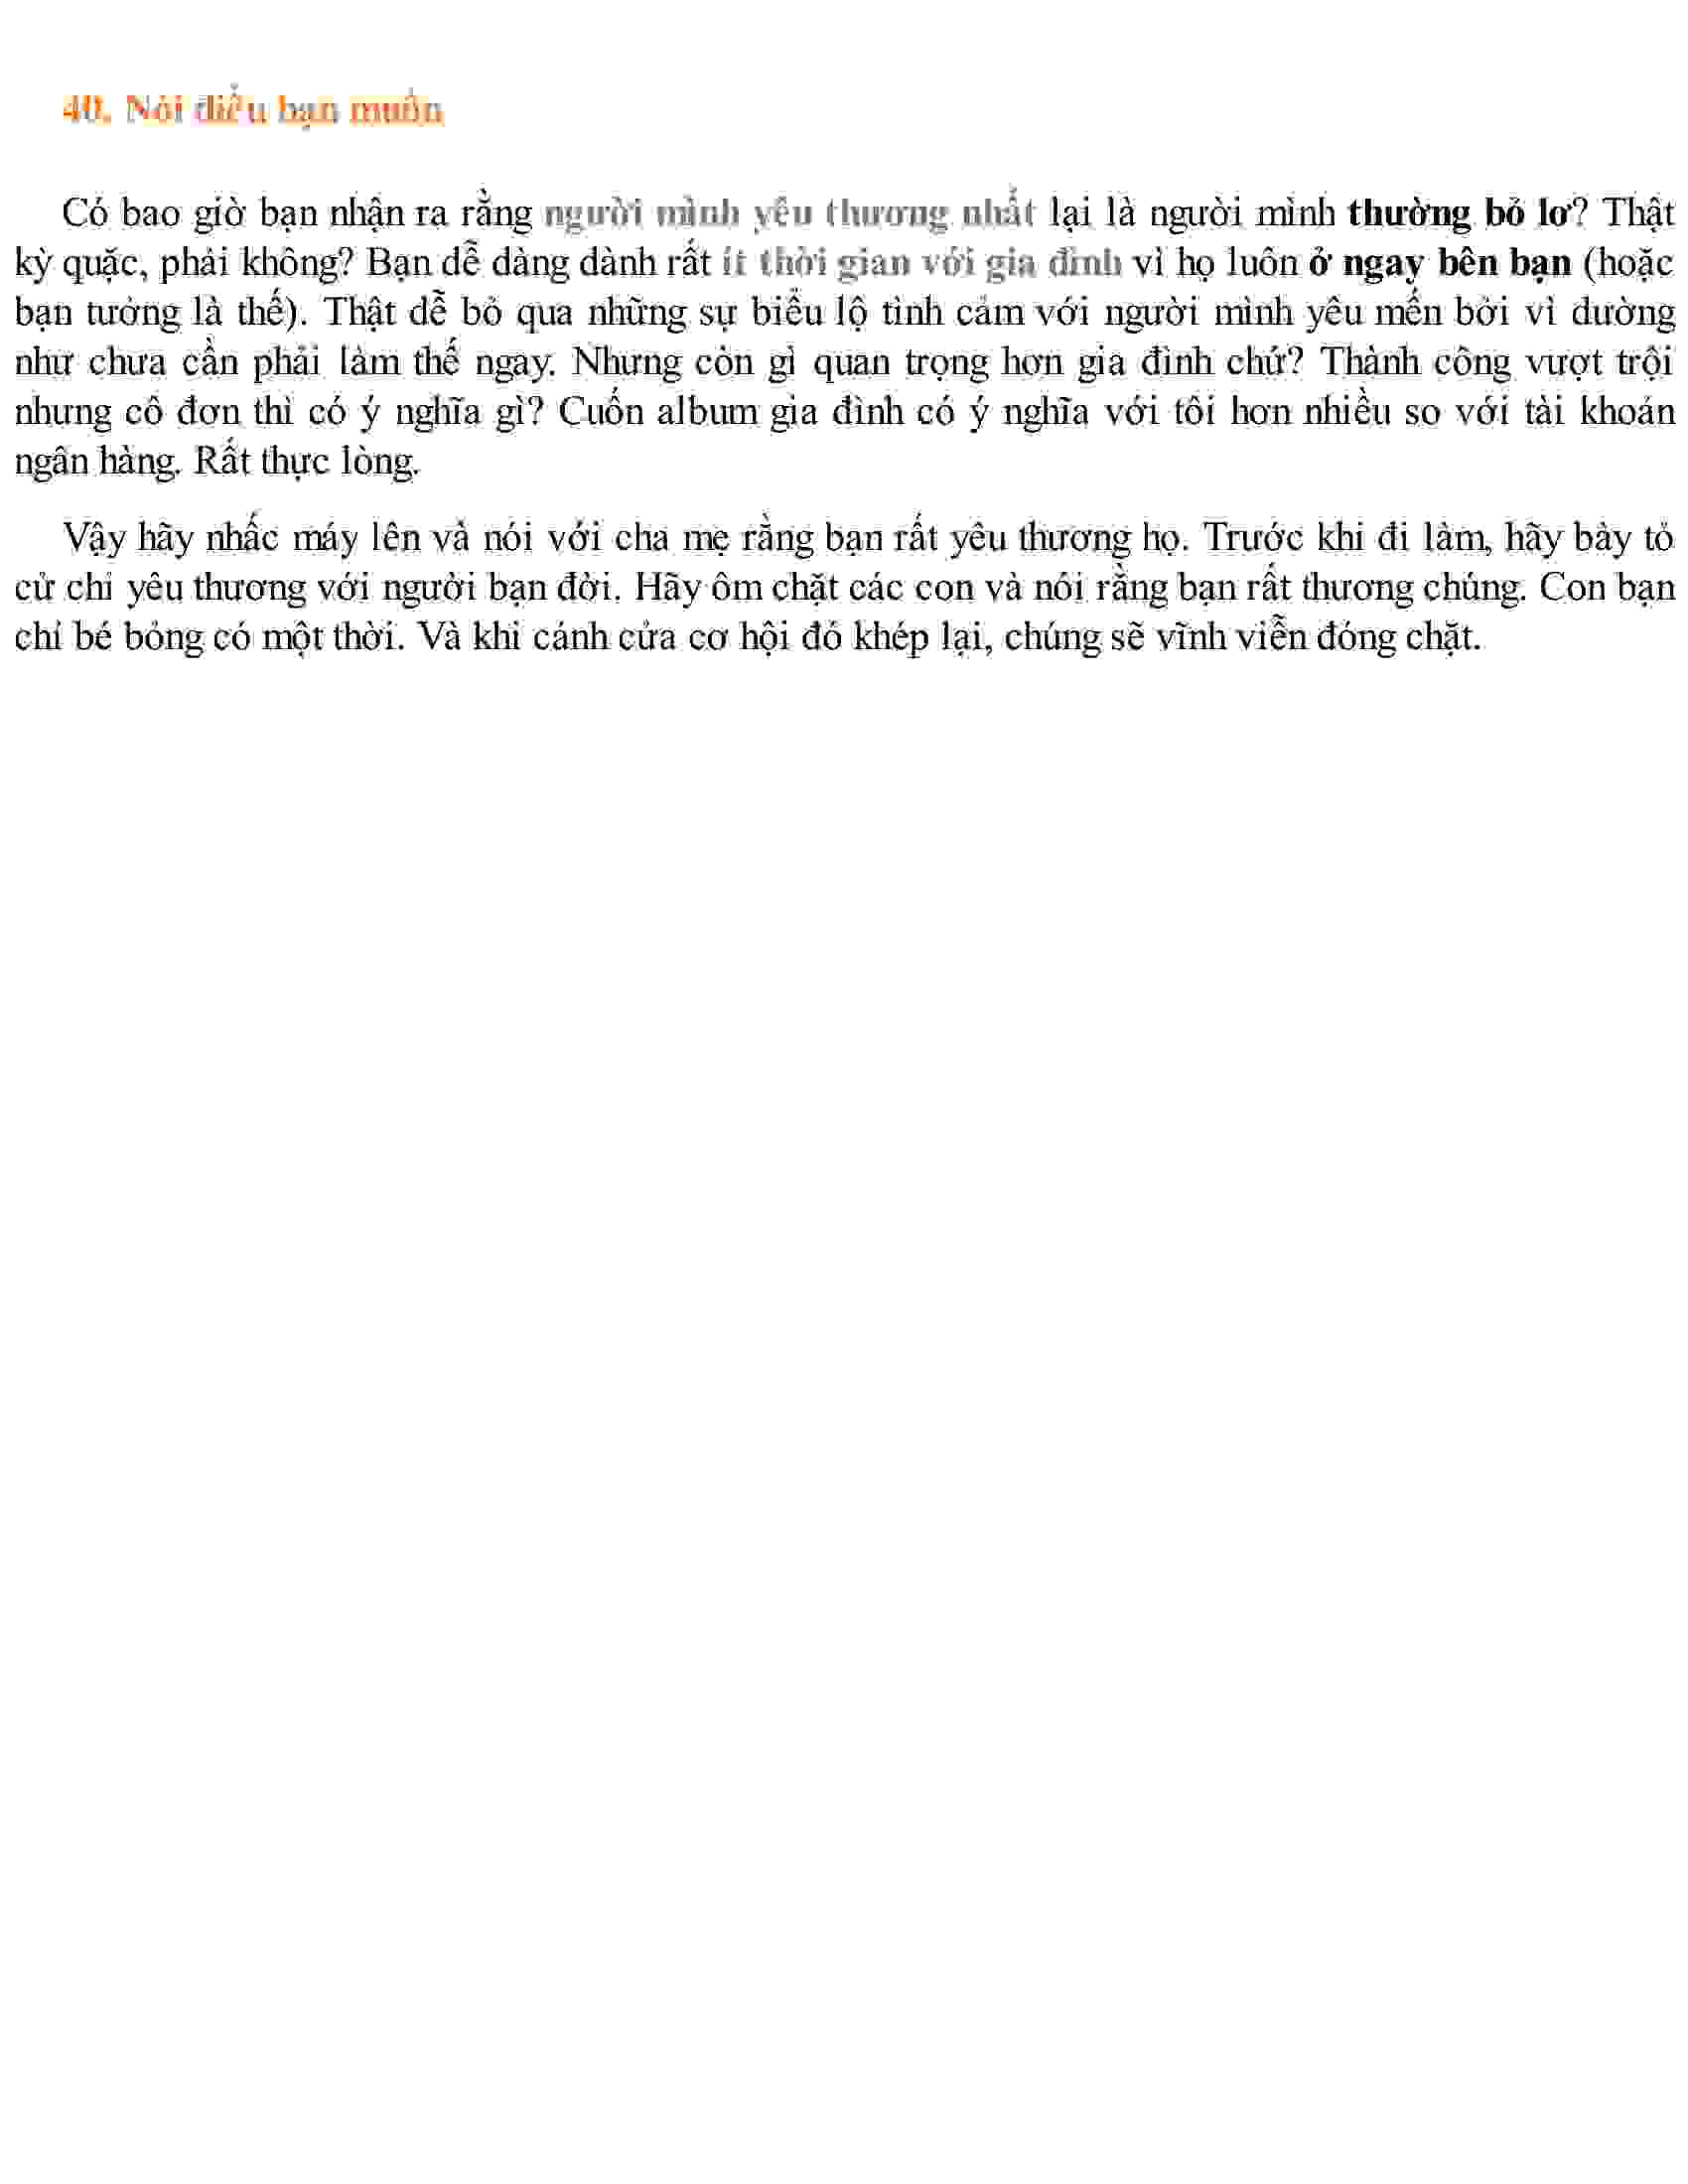 40. Nói điều bạn muốn
Có bao giờ bạn nhận ra rằng người mình yêu thương nhất lại là người mình thường bỏ lơ? Thật
kỳ quặc, phải không? Bạn dễ dàng dành rất ít thời gian với gia đình vì họ luôn ở ngay bên bạn (hoặc
bạn tưởng là thế). Thật dễ bỏ qua những sự biểu lộ tình cảm với người mình yêu mến bởi vì dường
như chưa cần phải làm thế ngay. Nhưng còn gì quan trọng hơn gia đình chứ? Thành công vượt trội
nhưng cô đơn thì có ý nghĩa gì? Cuốn album gia đình có ý nghĩa với tôi hơn nhiều so với tài khoản
ngân hàng. Rất thực lòng.
Vậy hãy nhấc máy lên và nói với cha mẹ rằng bạn rất yêu thương họ. Trước khi đi làm, hãy bày tỏ
cử chỉ yêu thương với người bạn đời. Hãy ôm chặt các con và nói rằng bạn rất thương chúng. Con bạn
chỉ bé bỏng có một thời. Và khi cánh cửa cơ hội đó khép lại, chúng sẽ vĩnh viễn đóng chặt.